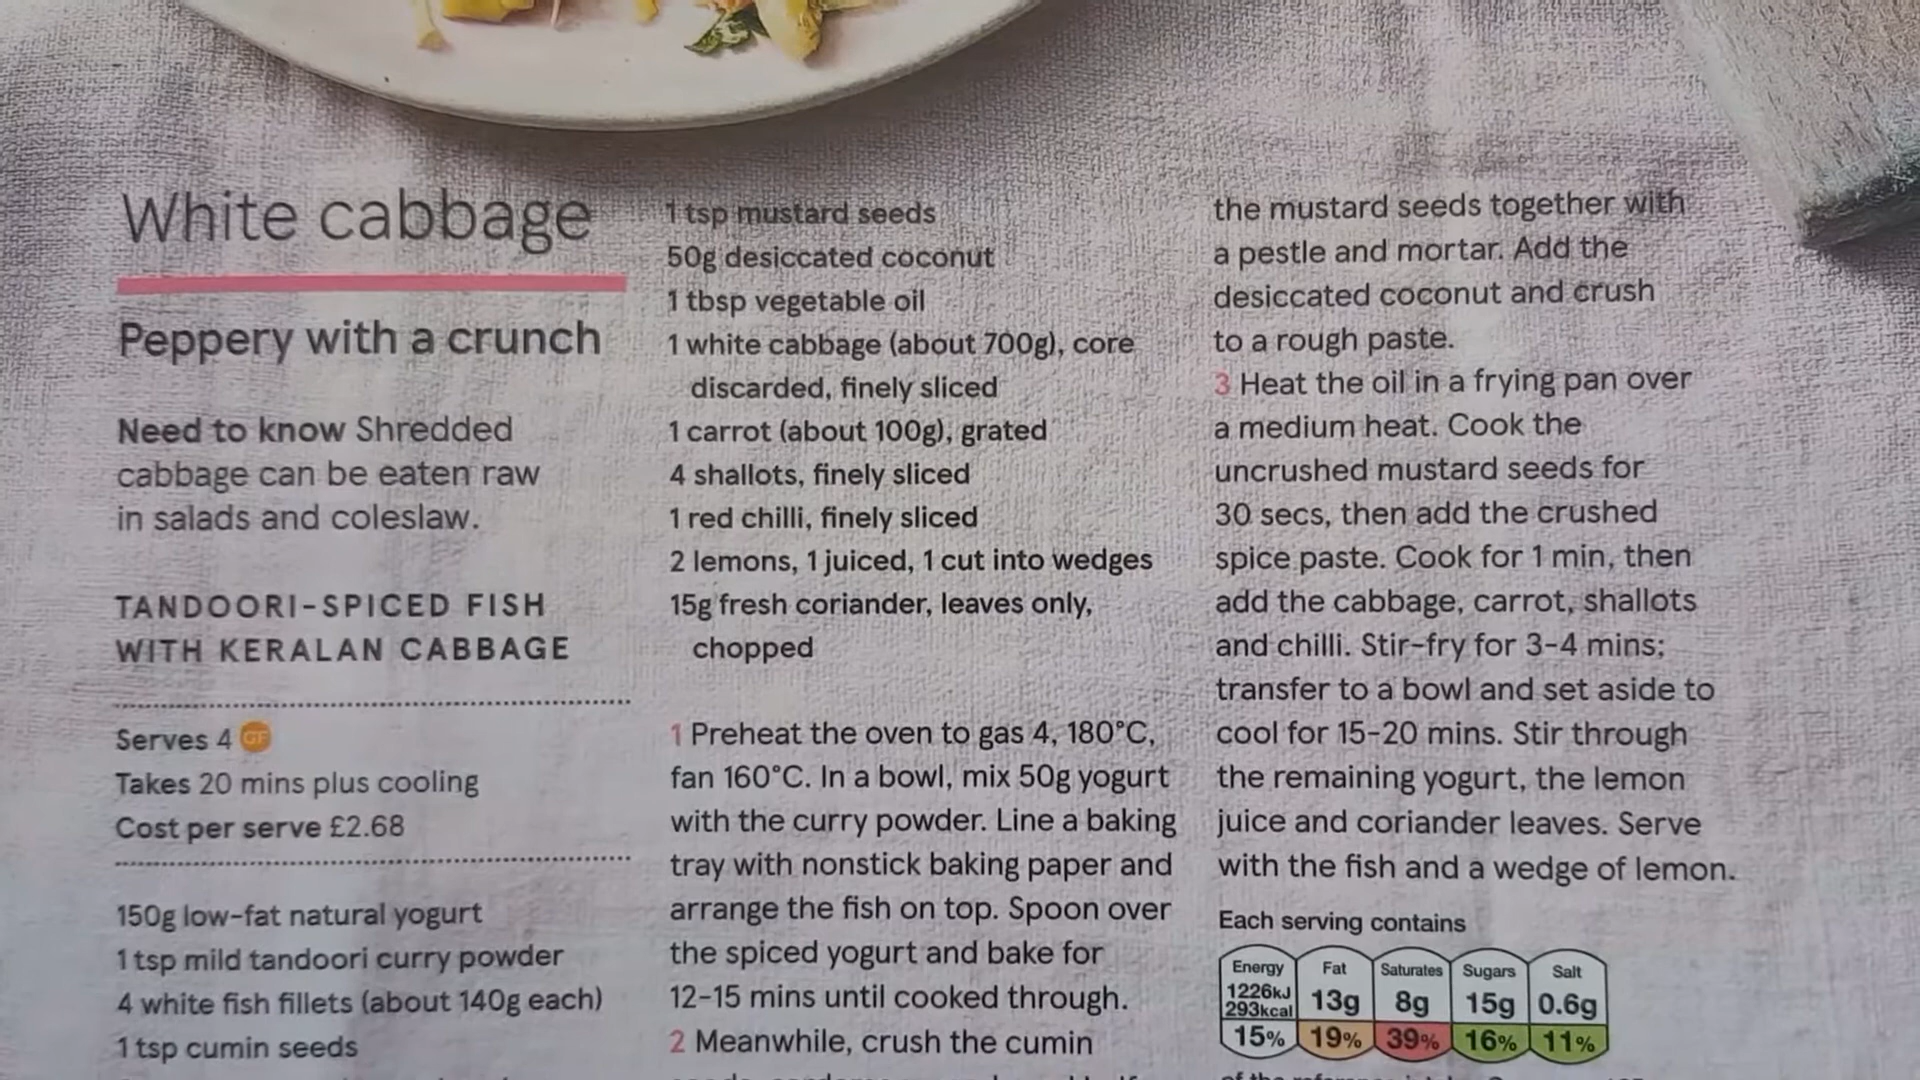 White cabbage
Peppery with a crunch
Need to know Shredded
cabbage can be eaten raw
in salads and coleslaw.
TANDOORI-SPICED FISH
WITH KERALAN CABBAGE
Serves 4 GF
Takes 20 mins plus cooling
Cost per serve £2.68
150g low-fat natural yogurt
1 tsp mild tandoori curry powder
4 white fish fillets (about 140g each)
1 tsp cumin seeds
1 tsp mustard seeds
50g desiccated coconut
1 tbsp vegetable oil
1 white cabbage (about 700g), core
discarded, finely sliced
1 carrot (about 100g), grated
4 shallots, finely sliced
1 red chilli, finely sliced
2 lemons, 1 juiced, 1 cut into wedges
15g fresh coriander, leaves only,
chopped
1 Preheat the oven to gas 4, 180°C,
fan 160°C. In a bowl, mix 50g yogurt
with the curry powder. Line a baking
tray with nonstick baking paper and
arrange the fish on top. Spoon over
the spiced yogurt and bake for
12-15 mins until cooked through.
2 Meanwhile, crush the cumin
the mustard seeds together with
a pestle and mortar. Add the
desiccated coconut and crush
to a rough paste.
3 Heat the oil in a frying pan over
a medium heat. Cook the
uncrushed mustard seeds for
30 secs, then add the crushed
spice paste. Cook for 1 min, then
add the cabbage, carrot, shallots
and chilli. Stir-fry for 3-4 mins;
transfer to a bowl and set aside to
cool for 15-20 mins. Stir through
the remaining yogurt, the lemon
juice and coriander leaves. Serve
with the fish and a wedge of lemon.
Each serving contains
Energy Fat Saturates Sugars Salt
1226kJ
293kcal 13g 8g 15g 0.6g
15% 19% 39% 16% 11%